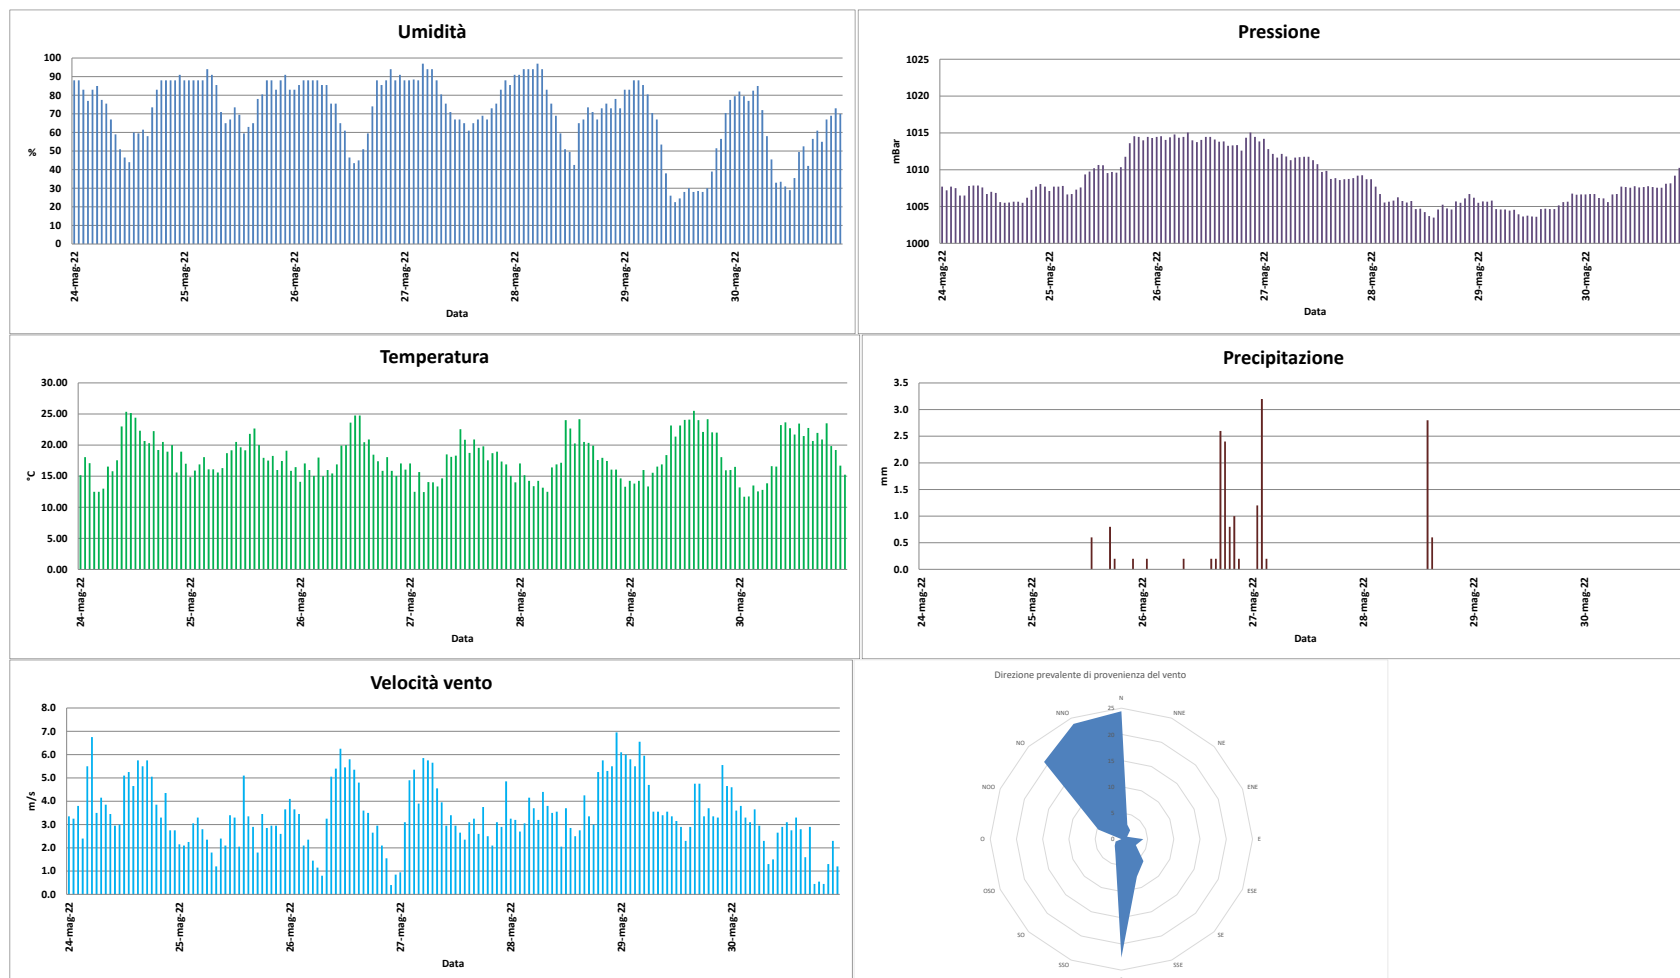 Umidità
100
90
80
70
60
50
40
30
20
10
0
%
24-mag-22
25-mag-22
26-mag-22
27-mag-22
28-mag-22
29-mag-22
30-mag-22
Data
Pressione
1025
1020
1015
1010
1005
1000
mBar
24-mag-22
25-mag-22
26-mag-22
27-mag-22
28-mag-22
29-mag-22
30-mag-22
Data
Temperatura
30.00
25.00
20.00
15.00
10.00
5.00
0.00
°C
24-mag-22
25-mag-22
26-mag-22
27-mag-22
28-mag-22
29-mag-22
30-mag-22
Data
Precipitazione
3.5
3.0
2.5
2.0
1.5
1.0
0.5
0.0
mm
24-mag-22
25-mag-22
26-mag-22
27-mag-22
28-mag-22
29-mag-22
30-mag-22
Data
Velocità vento
8.0
7.0
6.0
5.0
4.0
3.0
2.0
1.0
0.0
m/s
24-mag-22
25-mag-22
26-mag-22
27-mag-22
28-mag-22
29-mag-22
30-mag-22
Data
Direzione prevalente di provenienza del vento
N
NNE
NE
ENE
E
ESE
SE
SSE
SSO
SO
OSO
O
NOO
NO
NNO
25
20
15
10
5
0